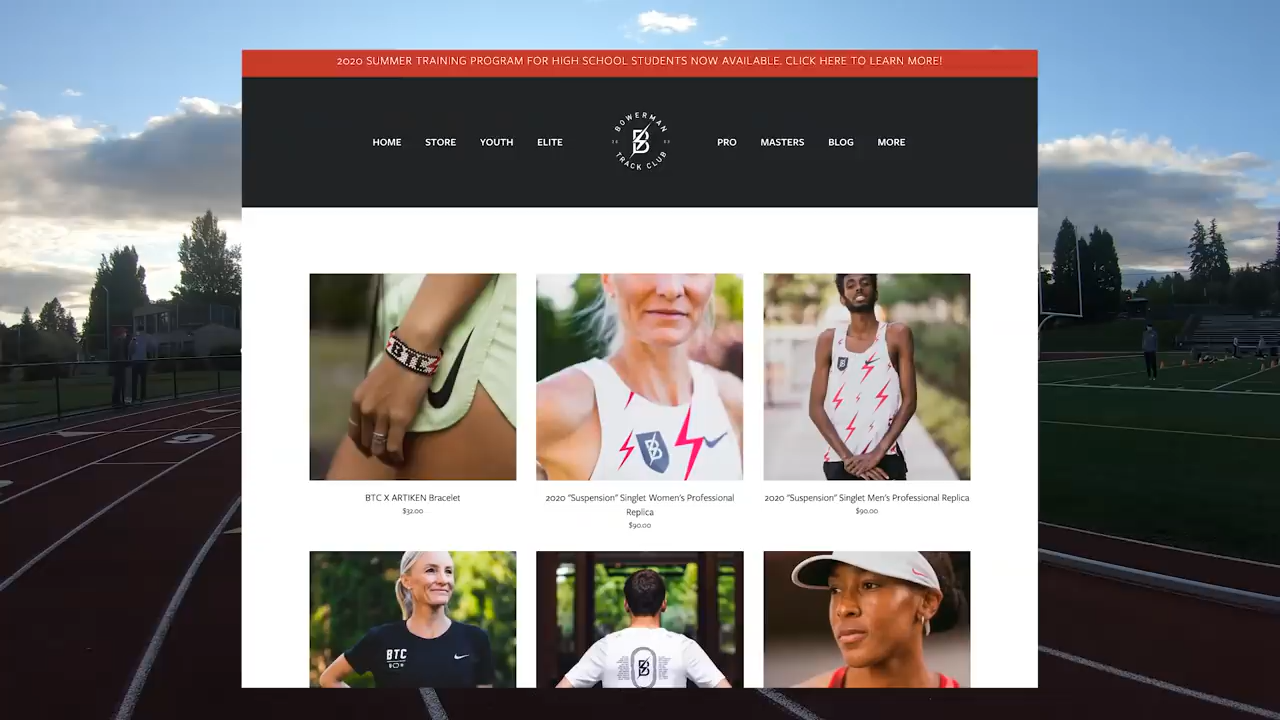 2020 SUMMER TRAINING PROGRAM FOR HIGH SCHOOL STUDENTS NOW AVAILABLE. CLICK HERE TO LEARN MORE!
HOME STORE YOUTH ELITE
BOWERMAN
B
TRACK CLUB
PRO MASTERS BLOG MORE
BTC
B
BTC X ARTIKEN Bracelet
$32.00
2020 "Suspension" Singlet Women's Professional
Replica
$90.00
2020 "Suspension" Singlet Men's Professional Replica
$90.00
BTC
B
9